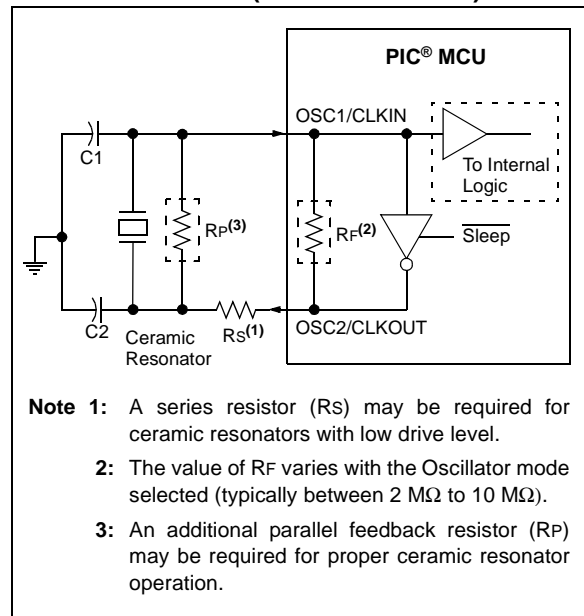 PIC® MCU
OSC1/CLKIN
C1
To Internal
Logic
RP(3)
RF(2)
Sleep
C2
Ceramic
Resonator
RS(1)
OSC2/CLKOUT
Note 1: A series resistor (RS) may be required for
ceramic resonators with low drive level.
2: The value of RF varies with the Oscillator mode
selected (typically between 2 MΩ to 10 MΩ).
3: An additional parallel feedback resistor (RP)
may be required for proper ceramic resonator
operation.